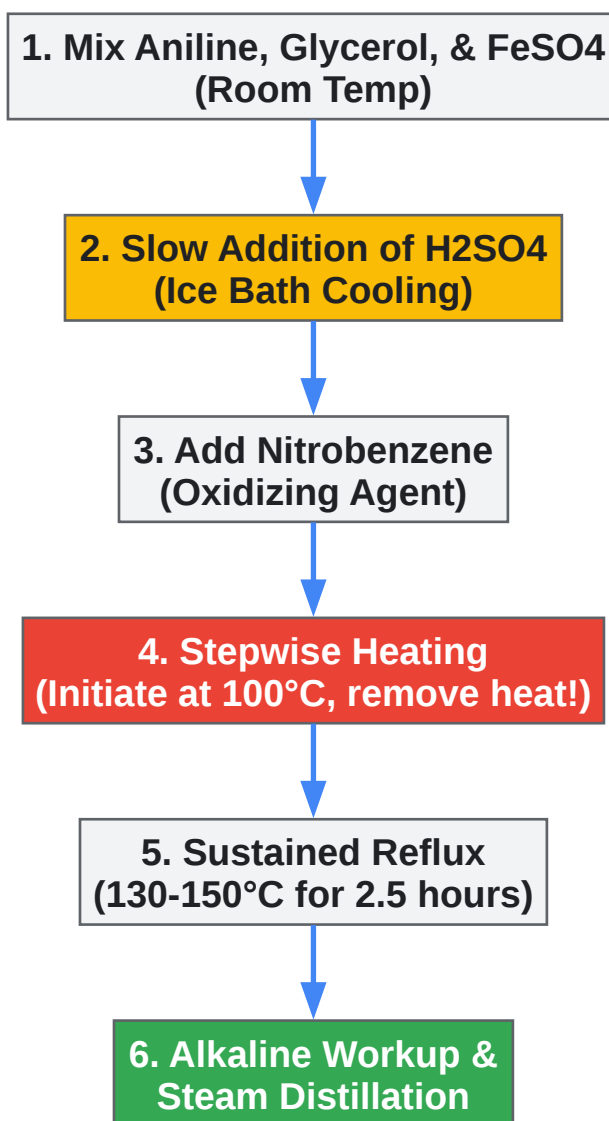 1. Mix Aniline, Glycerol, & FeSO4
(Room Temp)
2. Slow Addition of H2SO4
(Ice Bath Cooling)
3. Add Nitrobenzene
(Oxidizing Agent)
4. Stepwise Heating
(Initiate at 100°C, remove heat!)
5. Sustained Reflux
(130-150°C for 2.5 hours)
6. Alkaline Workup &
Steam Distillation